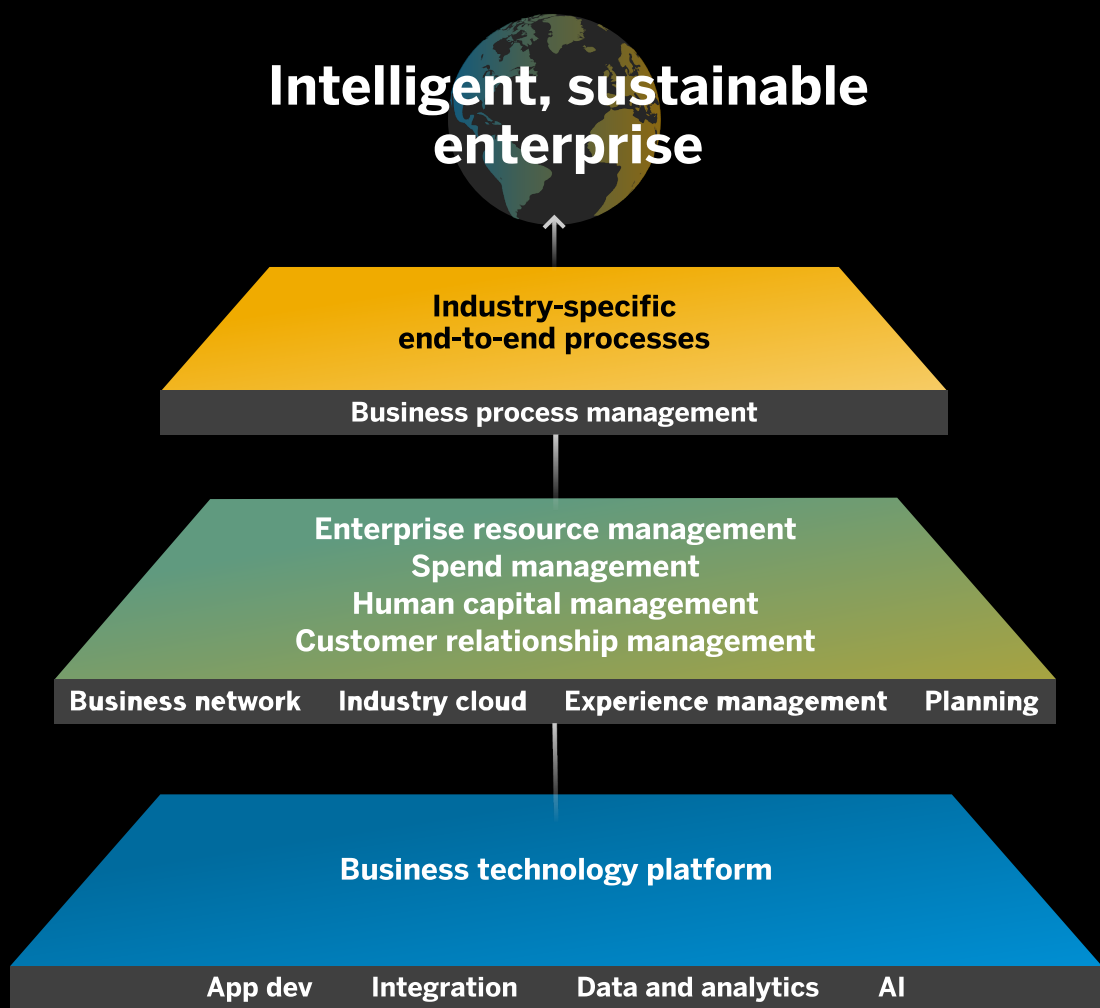 Intelligent, sustainable
enterprise
Industry-specific
end-to-end processes
Business process management
Enterprise resource management
Spend management
Human capital management
Customer relationship management
Business network Industry cloud Experience management Planning
Business technology platform
App dev Integration Data and analytics AI